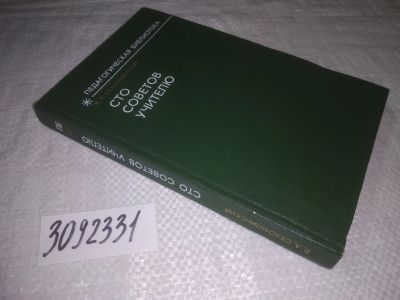 ПЕДАГОГИЧЕСКАЯ БИБЛИОТЕКА
СТО
СОВЕТОВ
УЧИТЕЛЮ
СТО СОВЕТОВ УЧИТЕЛЮ
В. А. СУХОМЛИНСКИЙ
3092331